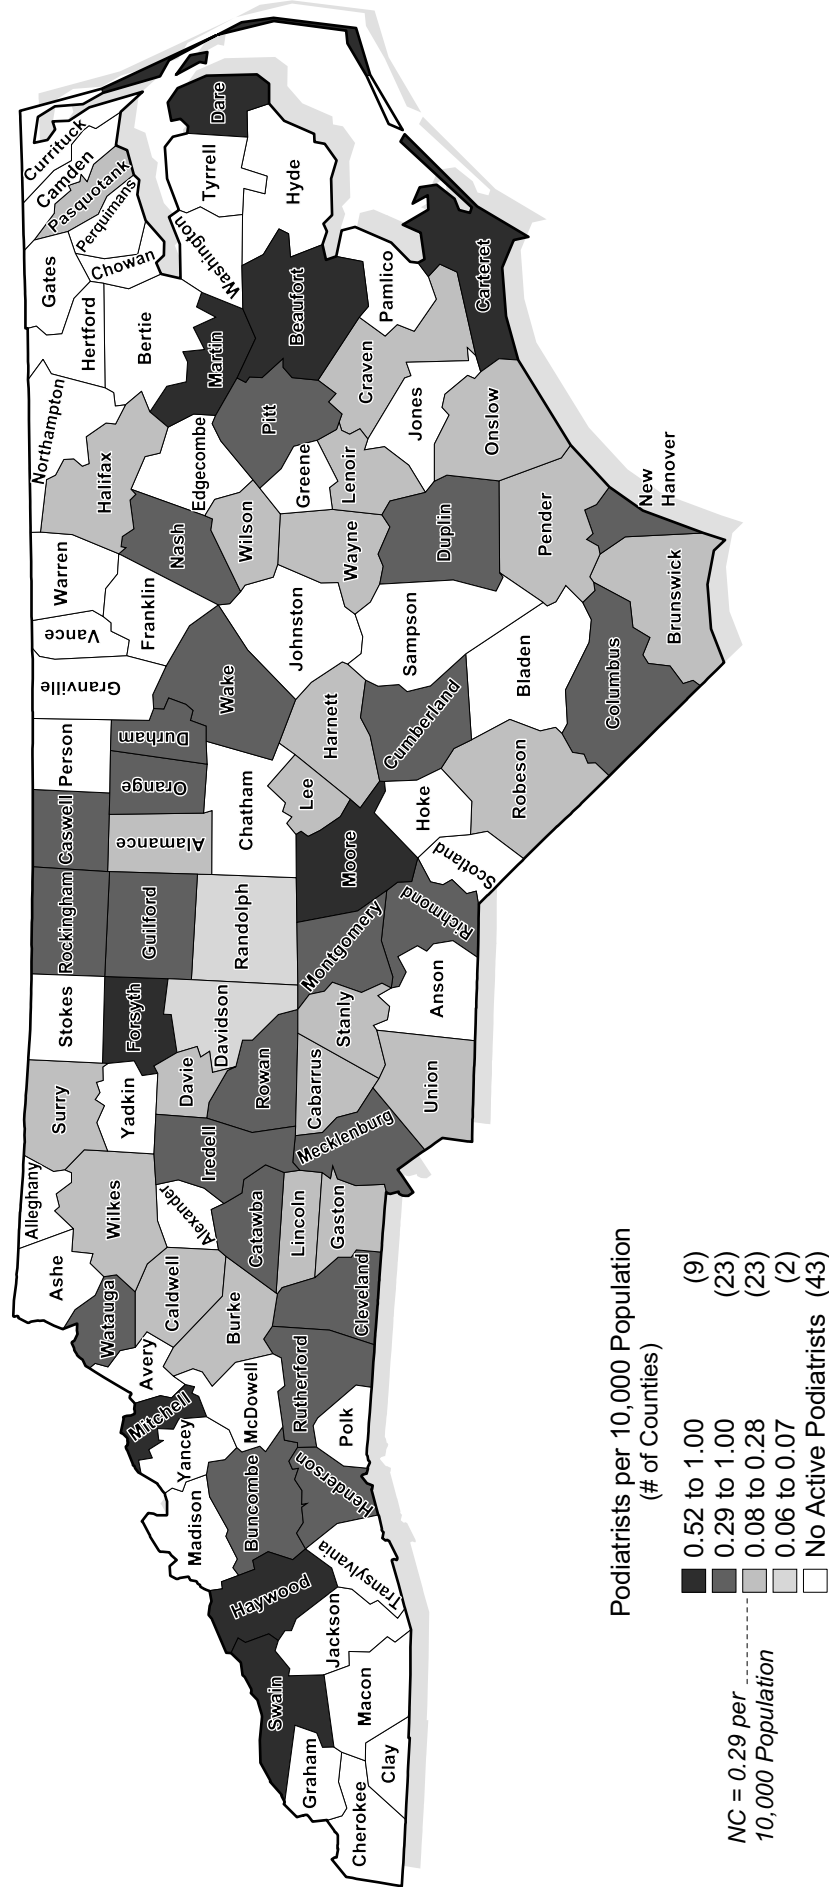 Cherokee
Graham
Clay
Swain
Macon
Jackson
Haywood
Transylvania
Madison
Buncombe
Henderson
Yancey
Mitchell
McDowell
Polk
Rutherford
Avery
Burke
Cleveland
Watauga
Caldwell
Ashe
Alleghany
Wilkes
Alexander
Catawba
Lincoln
Gaston
Surry
Yadkin
Iredell
Mecklenburg
Davie
Rowan
Cabarrus
Union
Stokes
Forsyth
Davidson
Stanly
Anson
Rockingham
Guilford
Randolph
Montgomery
Richmond
Caswell
Alamance
Orange
Chatham
Moore
Scotland
Hoke
Lee
Person
Durham
Harnett
Cumberland
Robeson
Granville
Wake
Vance
Franklin
Johnston
Sampson
Bladen
Columbus
Warren
Nash
Wilson
Wayne
Duplin
Pender
Brunswick
New
Hanover
Northampton
Halifax
Edgecombe
Greene
Lenoir
Pitt
Craven
Jones
Onslow
Hertford
Bertie
Martin
Beaufort
Pamlico
Carteret
Gates
Chowan
Perquimans
Pasquotank
Camden
Currituck
Washington
Tyrrell
Hyde
Dare
Podiatrists per 10,000 Population
(# of Counties)
0.52 to 1.00 (9)
0.29 to 1.00 (23)
0.08 to 0.28 (23)
0.06 to 0.07 (2)
No Active Podiatrists (43)
NC = 0.29 per
10,000 Population